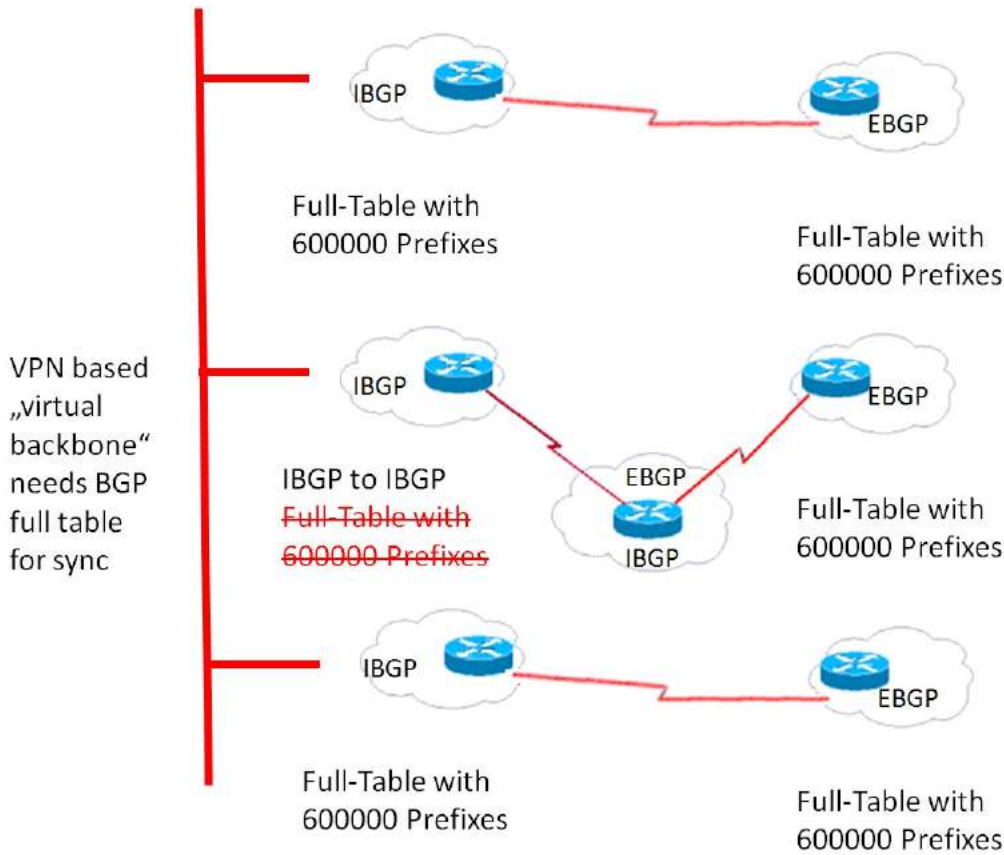 IBGP
EBGP
Full-Table with
600000 Prefixes
Full-Table with
600000 Prefixes
VPN based
„virtual
backbone“
needs BGP
full table
for sync
IBGP
EBGP
IBGP to IBGP
Full-Table with
600000 Prefixes
EBGP
IBGP
Full-Table with
600000 Prefixes
IBGP
EBGP
Full-Table with
600000 Prefixes
Full-Table with
600000 Prefixes